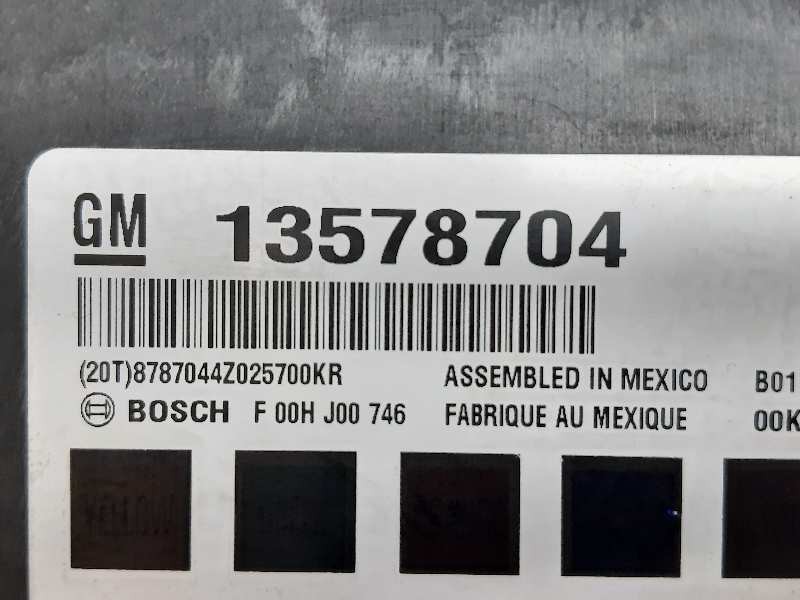 GM 13578704
(20T)8787044Z025700KR ASSEMBLED IN MEXICO B01
BOSCH F 00H J00 746 FABRIQUE AU MEXIQUE 00K